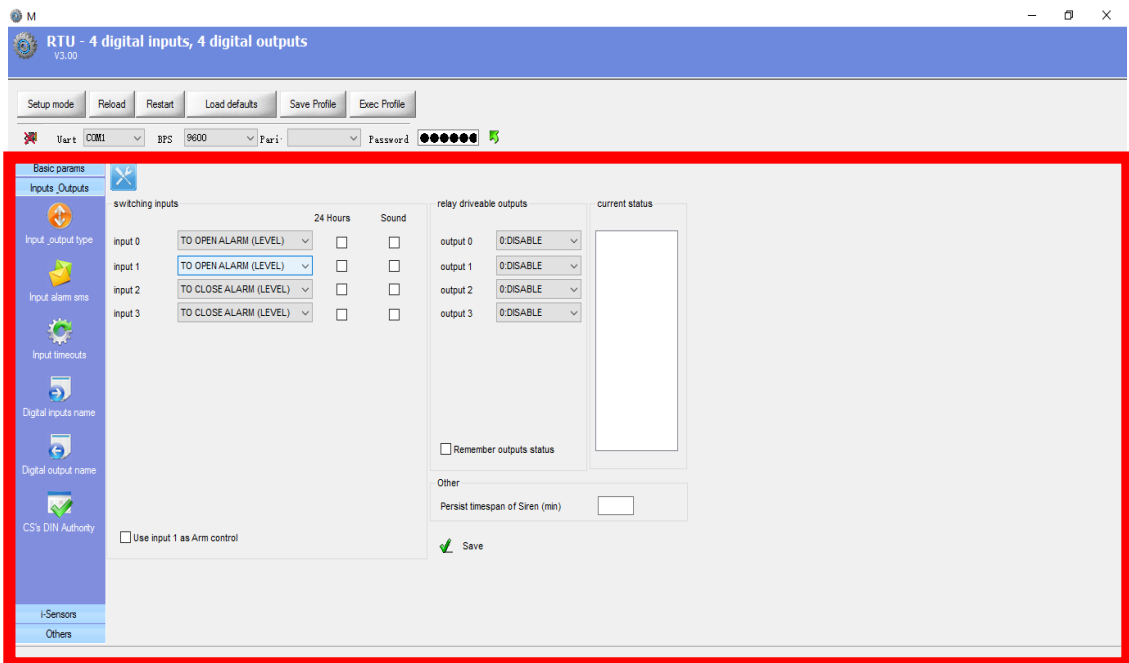 M
RTU - 4 digital inputs, 4 digital outputs
V3.00
Setup mode Reload Restart Load defaults Save Profile Exec Profile
Uart COM1 BPS 9600 Pari· Password
Basic params
Inputs_Outputs
Input_output type
Input alarm sms
Input timeouts
Digital inputs name
Digital output name
CS's DIN Authority
i-Sensors
Others
switching inputs
24 Hours Sound
input 0 TO OPEN ALARM (LEVEL)
input 1 TO OPEN ALARM (LEVEL)
input 2 TO CLOSE ALARM (LEVEL)
input 3 TO CLOSE ALARM (LEVEL)
Use input 1 as Arm control
relay driveable outputs
output 0 0:DISABLE
output 1 0:DISABLE
output 2 0:DISABLE
output 3 0:DISABLE
Remember outputs status
current status
Other
Persist timespan of Siren (min)
Save